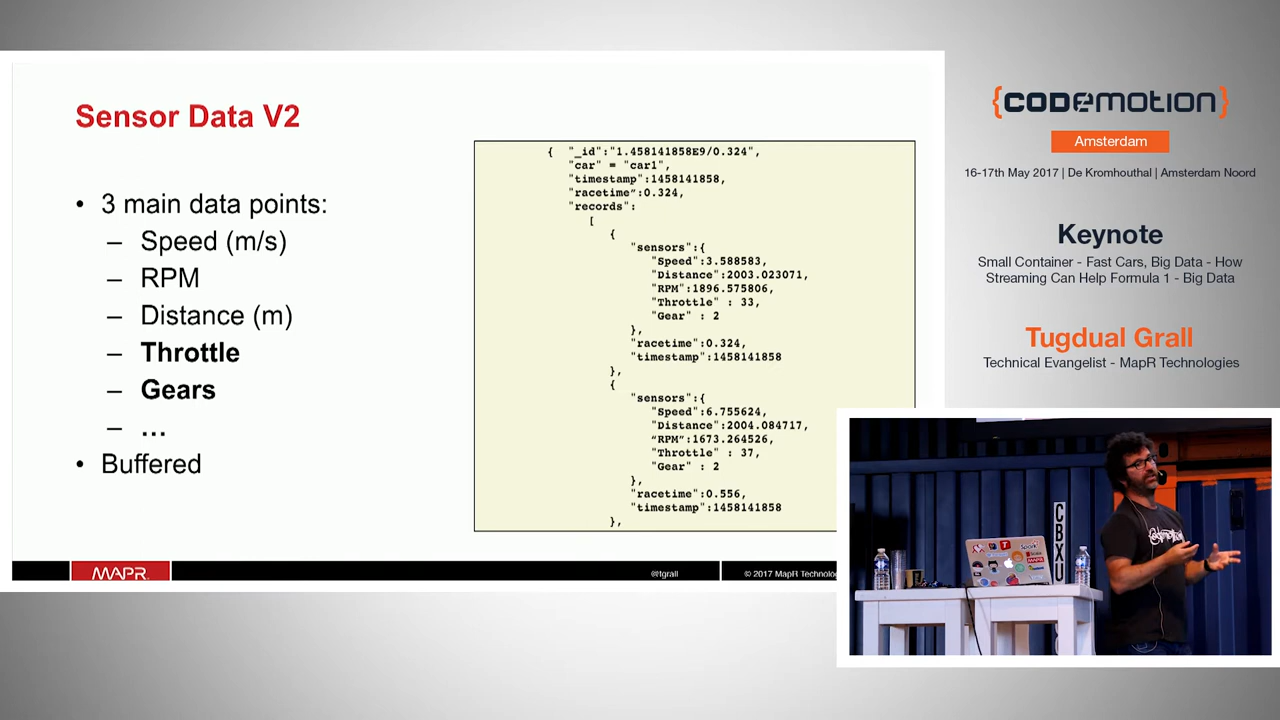 Sensor Data V2
• 3 main data points:
– Speed (m/s)
– RPM
– Distance (m)
– Throttle
– Gears
– …
• Buffered
{ "_id":"1.458141858E9/0.324",
"car" = "car1",
"timestamp":1458141858,
"racetime":0.324,
"records":
[
{
"sensors":{
"Speed":3.588583,
"Distance":2003.023071,
"RPM":1896.575806,
"Throttle" : 33,
"Gear" : 2
},
"racetime":0.324,
"timestamp":1458141858
},
{
"sensors":{
"Speed":6.755624,
"Distance":2004.084717,
“RPM”:1673.264526,
"Throttle" : 37,
"Gear" : 2
},
"racetime":0.556,
"timestamp":1458141858
},
MAPR
@tgrall
© 2017 MapR Technolo
{CODEMOTION}
Amsterdam
16-17th May 2017 | De Kromhouthal | Amsterdam Noord
Keynote
Small Container - Fast Cars, Big Data - How
Streaming Can Help Formula 1 - Big Data
Tugdual Grall
Technical Evangelist - MapR Technologies
CBXU
Spark